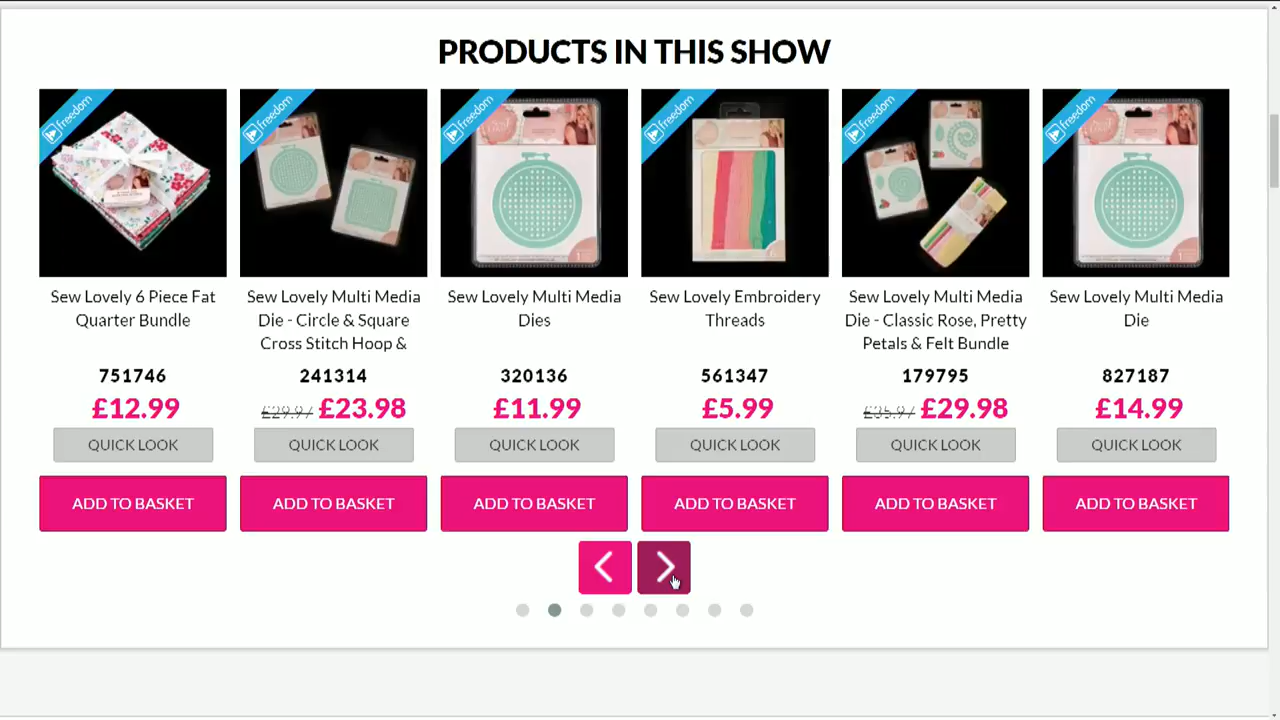 PRODUCTS IN THIS SHOW
freedom
freedom
freedom
freedom
freedom
freedom
Sew Lovely 6 Piece Fat
Quarter Bundle
751746
£12.99
QUICK LOOK
ADD TO BASKET
Sew Lovely Multi Media
Die - Circle & Square
Cross Stitch Hoop &
241314
£29.97 £23.98
QUICK LOOK
ADD TO BASKET
Sew Lovely Multi Media
Dies
320136
£11.99
QUICK LOOK
ADD TO BASKET
Sew Lovely Embroidery
Threads
561347
£5.99
QUICK LOOK
ADD TO BASKET
Sew Lovely Multi Media
Die - Classic Rose, Pretty
Petals & Felt Bundle
179795
£35.97 £29.98
QUICK LOOK
ADD TO BASKET
Sew Lovely Multi Media
Die
827187
£14.99
QUICK LOOK
ADD TO BASKET